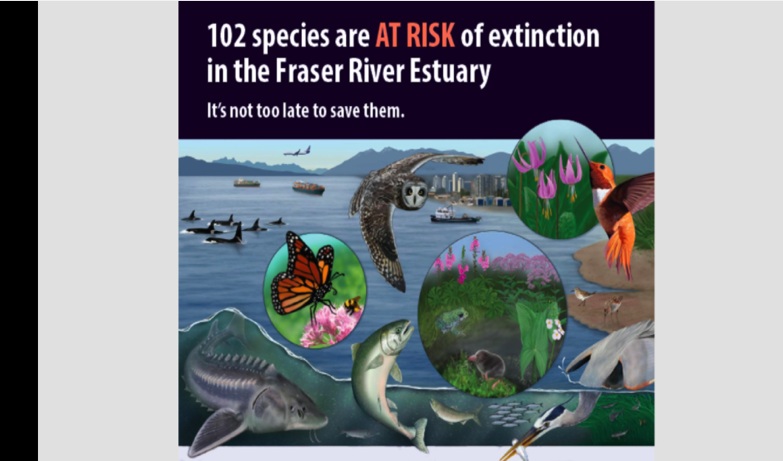 102 species are AT RISK of extinction
in the Fraser River Estuary
It's not too late to save them.